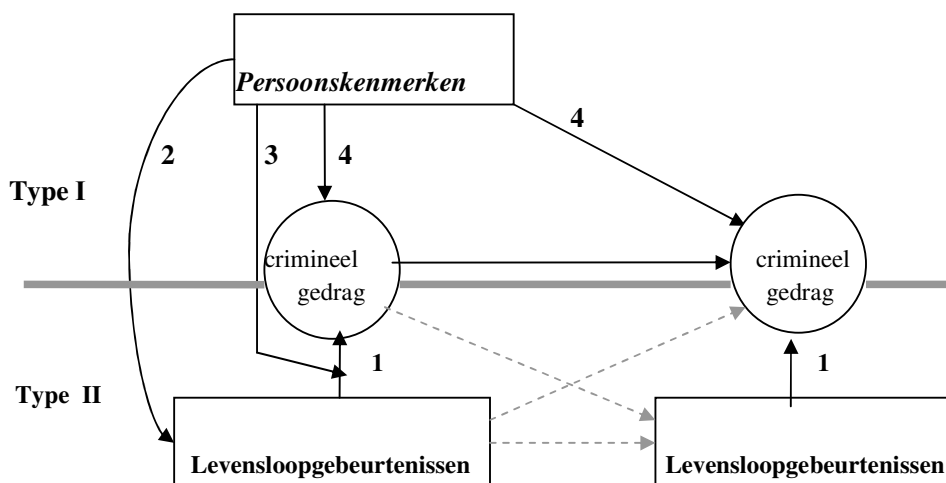 Persoonskenmerken
4
2
3
4
Type I
crimineel
gedrag
crimineel
gedrag
1
1
Type II
Levensloopgebeurtenissen
Levensloopgebeurtenissen